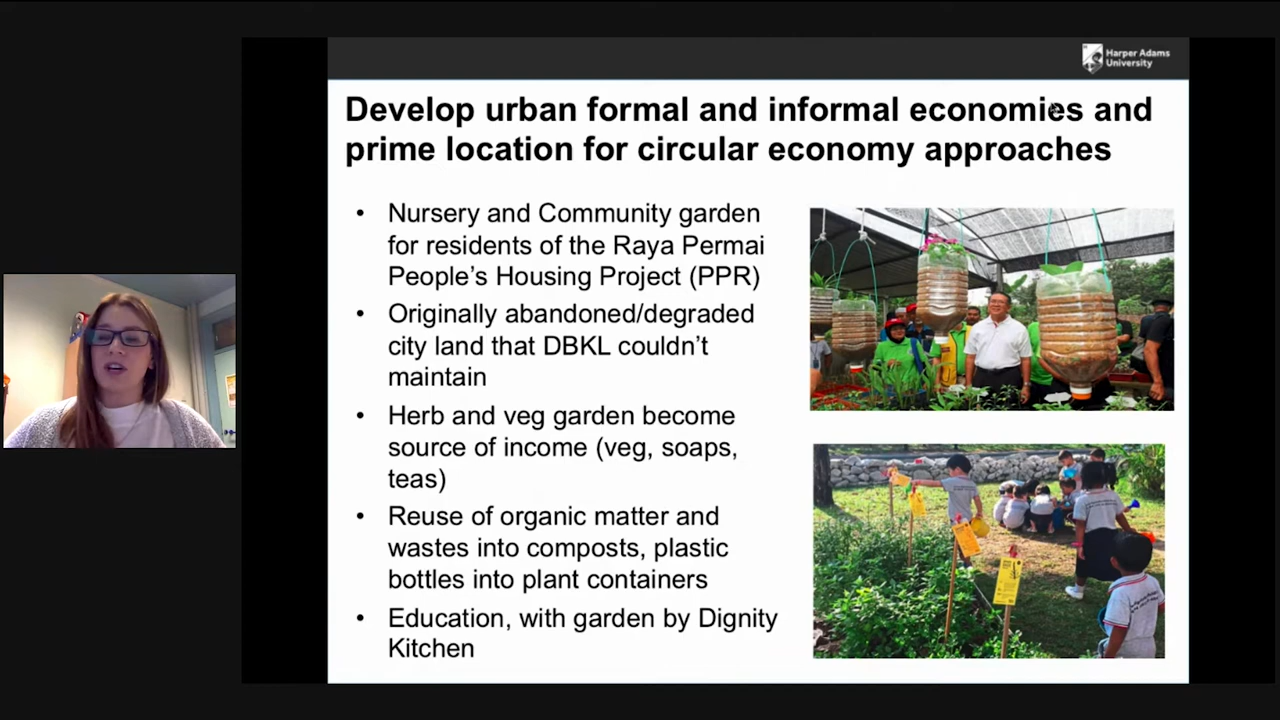 Harper Adams
University
Develop urban formal and informal economies and
prime location for circular economy approaches
• Nursery and Community garden
for residents of the Raya Permai
People’s Housing Project (PPR)
• Originally abandoned/degraded
city land that DBKL couldn’t
maintain
• Herb and veg garden become
source of income (veg, soaps,
teas)
• Reuse of organic matter and
wastes into composts, plastic
bottles into plant containers
• Education, with garden by Dignity
Kitchen